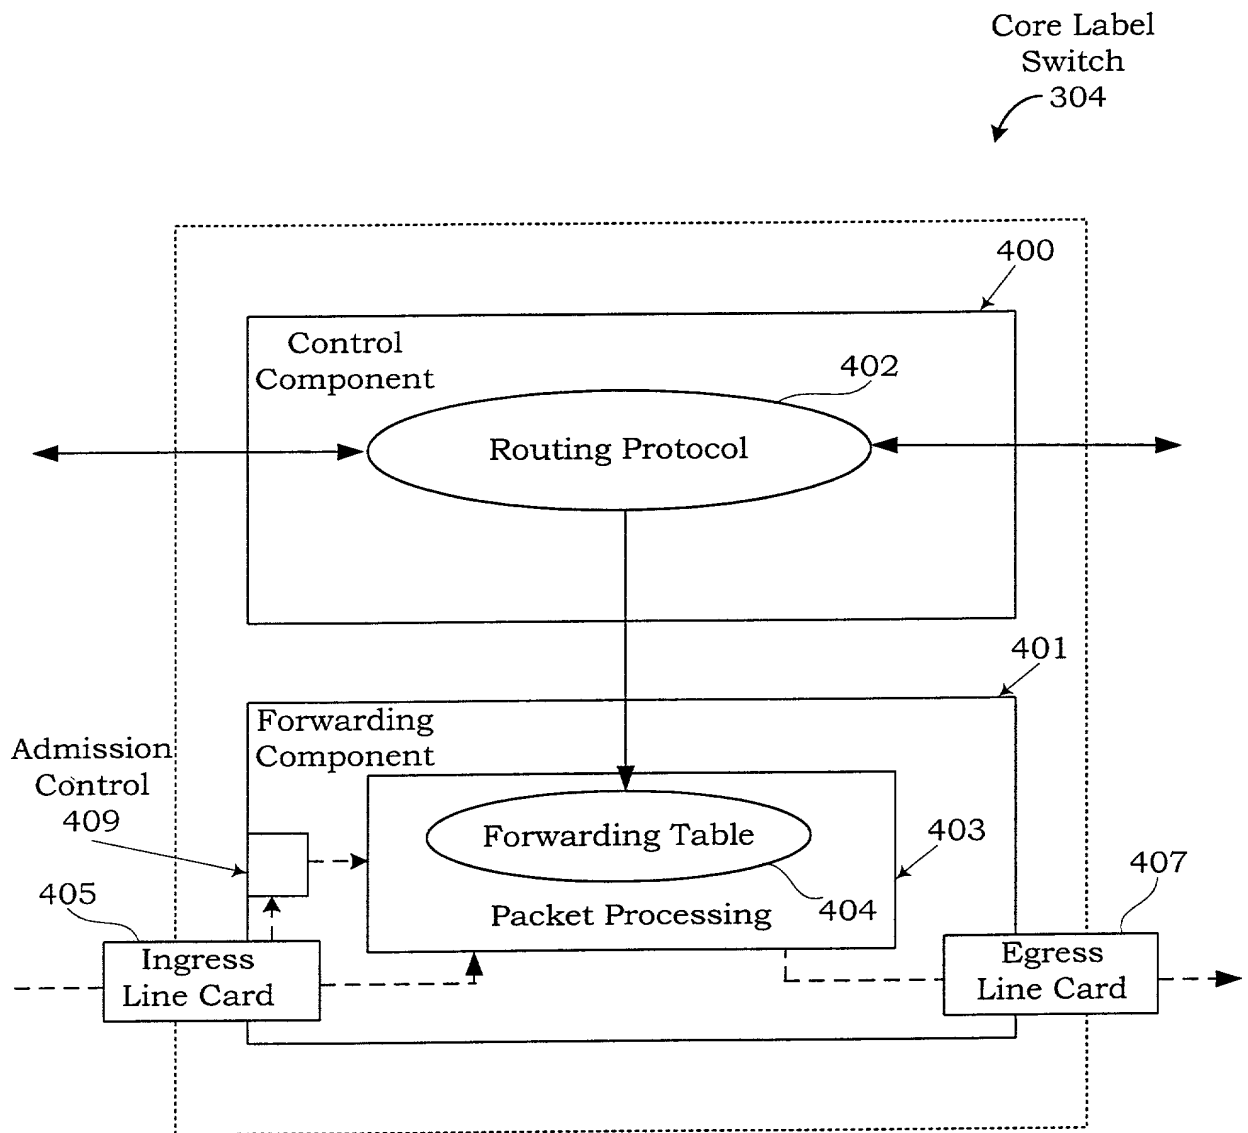 Core Label
Switch
304
400
Control
Component
402
Routing Protocol
401
Forwarding
Component
Admission
Control
409
Forwarding Table
403
407
405
404
Packet Processing
Ingress
Line Card
Egress
Line Card